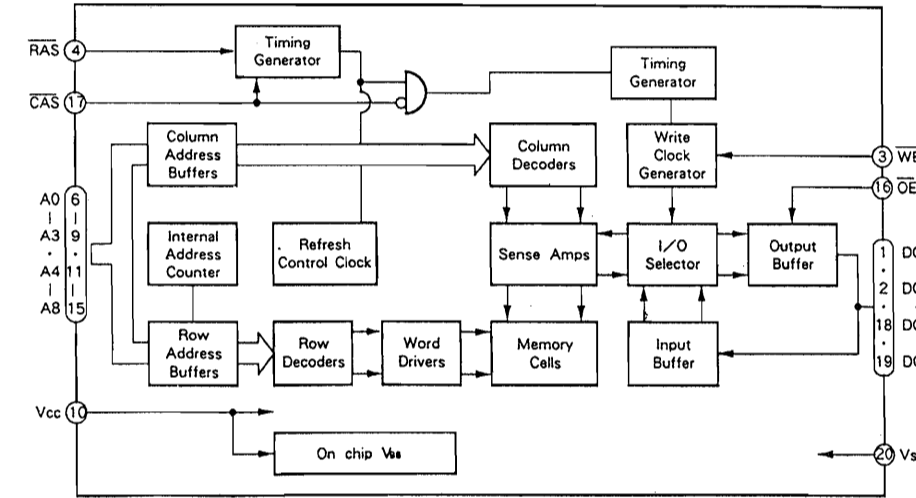 RAS 4
Timing
Generator
Timing
Generator
CAS 17
Column
Address
Buffers
Column
Decoders
Write
Clock
Generator
3 WE
16 OE
A0 6
A3 9
A4 11
A8 15
Internal
Address
Counter
Refresh
Control Clock
Sense Amps
I/O
Selector
Output
Buffer
1
2
18
19
Row
Address
Buffers
Row
Decoders
Word
Drivers
Memory
Cells
Input
Buffer
Vcc 10
On chip VBB
20